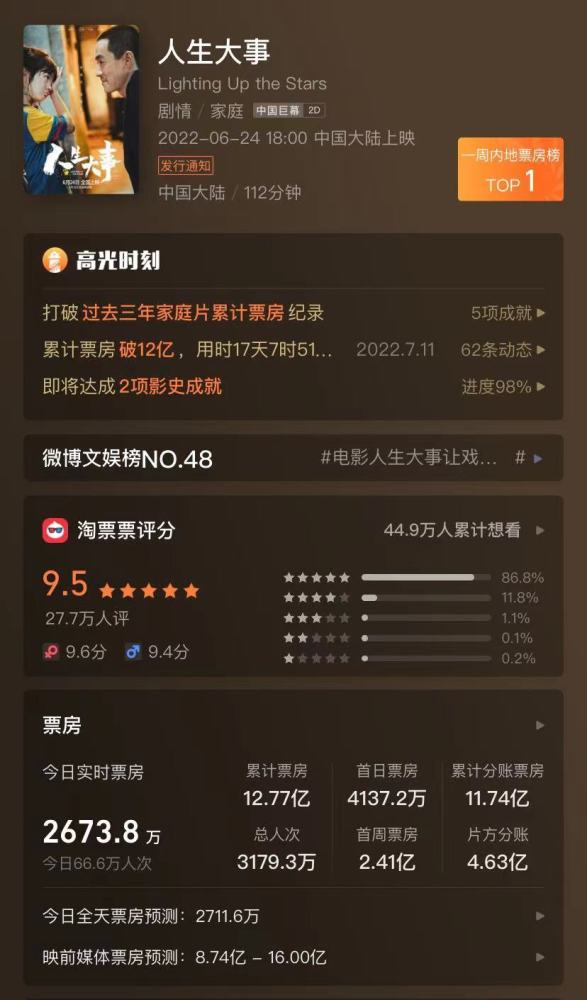 人生大事
Lighting Up the Stars
剧情 / 家庭 中国巨幕 2D
2022-06-24 18:00 中国大陆上映
发行通知
中国大陆 / 112分钟
一周内地票房榜
TOP 1
人生大事
6月24日 全国上映
高光时刻
打破 过去三年家庭片累计票房 纪录 5项成就
累计票房 破12亿 ，用时17天7时51... 2022.7.11 62条动态
即将达成 2项影史成就 进度98%
微博文娱榜NO.48 #电影人生大事让戏... #
淘票票评分 44.9万人累计想看
9.5
27.7万人评
9.6分 9.4分
86.8%
11.8%
1.1%
0.1%
0.2%
票房
今日实时票房
2673.8 万
今日66.6万人次
累计票房 首日票房 累计分账票房
12.77亿 4137.2万 11.74亿
总人次 首周票房 片方分账
3179.3万 2.41亿 4.63亿
今日全天票房预测：2711.6万
映前媒体票房预测：8.74亿 – 16.00亿